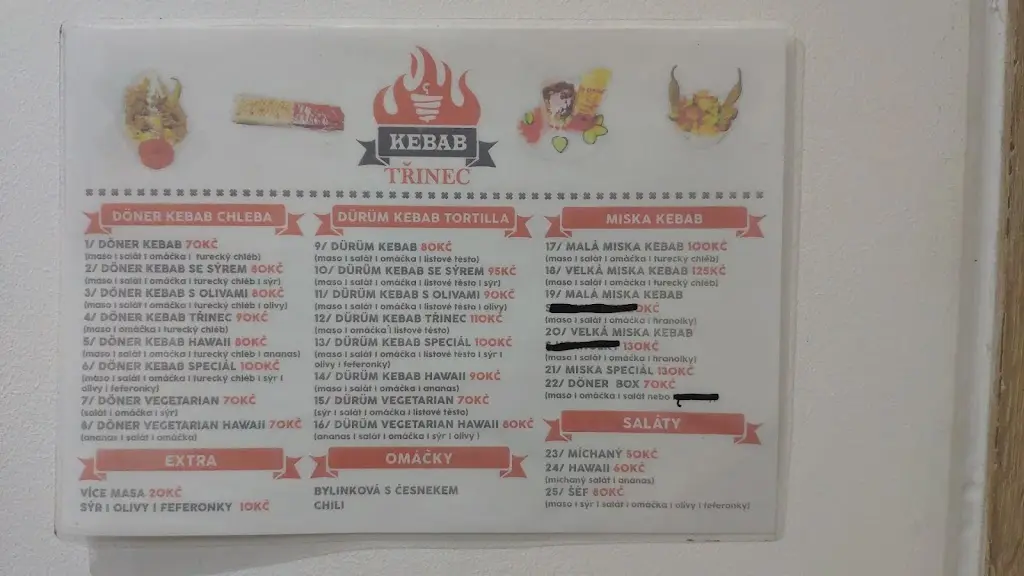 KEBAB
TŘINEC
DÖNER KEBAB CHLEBA
1/ DÖNER KEBAB 70KČ
(maso i salát i omáčka i turecký chléb)
2/ DÖNER KEBAB SE SÝREM 80KČ
(maso i salát i omáčka i turecký chléb i sýr)
3/ DÖNER KEBAB S OLIVAMI 80KČ
(maso i salát i omáčka i turecký chléb i olivy)
4/ DÖNER KEBAB TŘINEC 90KČ
(maso i omáčka i turecký chléb)
5/ DÖNER KEBAB HAWAII 80KČ
(maso i salát i omáčka i turecký chléb i ananas)
6/ DÖNER KEBAB SPECIÁL 100KČ
(maso i salát i omáčka i turecký chléb i sýr i
olivy i feferonky)
7/ DÖNER VEGETARIAN 70KČ
(salát i omáčka i sýr)
8/ DÖNER VEGETARIAN HAWAII 70KČ
(ananas i salát i omáčka)
EXTRA
VÍCE MASA 20KČ
SÝR I OLIVY I FEFERONKY 10KČ
DÜRÜM KEBAB TORTILLA
9/ DÜRÜM KEBAB 80KČ
(maso i salát i omáčka i listové těsto)
10/ DÜRÜM KEBAB SE SÝREM 95KČ
(maso i salát i omáčka i listové těsto i sýr)
11/ DÜRÜM KEBAB S OLIVAMI 90KČ
(maso i salát i omáčka i listové těsto i olivy)
12/ DÜRÜM KEBAB TŘINEC 110KČ
(maso i omáčka i listové těsto)
13/ DÜRÜM KEBAB SPECIÁL 100KČ
(maso i salát i omáčka i listové těsto i sýr i
olivy i feferonky)
14/ DÜRÜM KEBAB HAWAII 90KČ
(maso i salát i omáčka i ananas)
15/ DÜRÜM VEGETARIAN 70KČ
(sýr i salát i omáčka i listové těsto)
16/ DÜRÜM VEGETARIAN HAWAII 80KČ
(ananas i salát i omáčka i sýr i olivy )
OMÁČKY
BYLINKOVÁ S ČESNEKEM
CHILI
MISKA KEBAB
17/ MALÁ MISKA KEBAB 100KČ
(maso i salát i omáčka i turecký chléb)
18/ VELKÁ MISKA KEBAB 125KČ
(maso i salát i omáčka i turecký chléb)
19/ MALÁ MISKA KEBAB
0KČ
(maso i salát i omáčka i hranolky)
20/ VELKÁ MISKA KEBAB
130KČ
(maso i salát i omáčka i hranolky)
21/ MISKA SPECIÁL 130KČ
(maso i salát i omáčka i hranolky)
22/ DÖNER BOX 70KČ
(maso i omáčka i salát nebo
SALÁTY
23/ MÍCHANÝ 50KČ
24/ HAWAII 60KČ
(míchaný salát i ananas)
25/ ŠÉF 80KČ
(maso i sýr i salát i omáčka i olivy i feferonky)